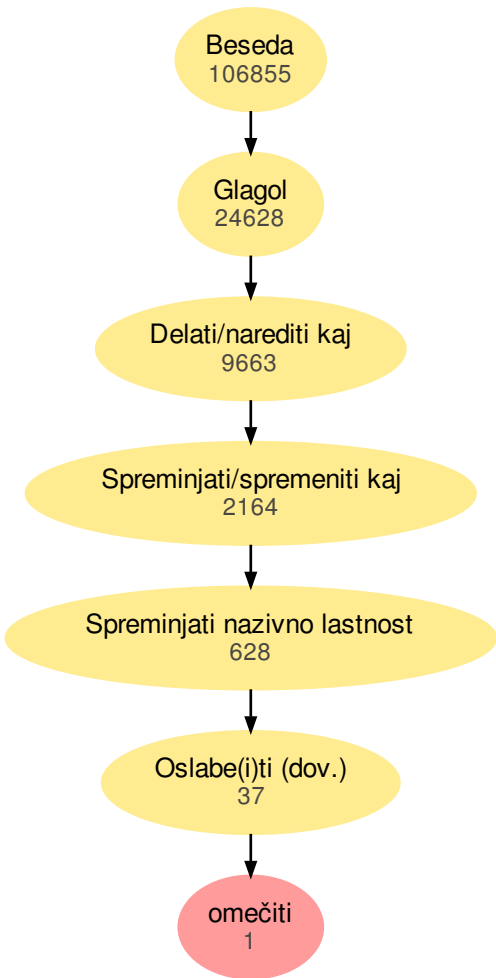 Beseda
106855
Glagol
24628
Delati/narediti kaj
9663
Spreminjati/spremeniti kaj
2164
Spreminjati nazivno lastnost
628
Oslabe(i)ti (dov.)
37
omečiti
1